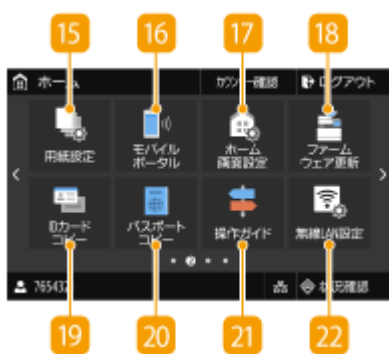 15 16 17 18
ホーム カウンター確認 ログアウト
用紙設定
モバイル
ポータル
ホーム
画面設定
ファーム
ウェア更新
IDカード
コピー
パスポート
コピー
操作ガイド
無線LAN設定
2
765432 状況確認
19 20 21 22